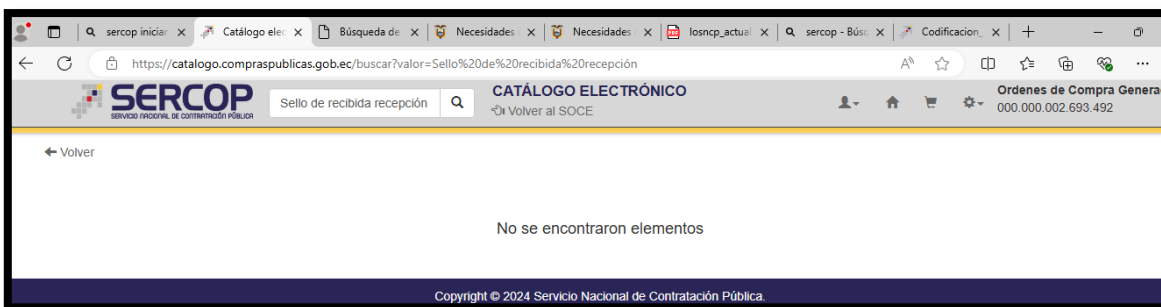 sercop iniciar
Catálogo elec
Búsqueda de
Necesidades
Necesidades
losncp_actual
sercop - Búsc
Codificacion_
https://catalogo.compraspublicas.gob.ec/buscar?valor=Sello%20de%20recibida%20recepción
SERCOP
SERVICIO NACIONAL DE CONTRATACIÓN PÚBLICA
Sello de recibida recepción
CATÁLOGO ELECTRÓNICO
Volver al SOCE
Ordenes de Compra Genera
000.000.002.693.492
Volver
No se encontraron elementos
Copyright © 2024 Servicio Nacional de Contratación Pública.